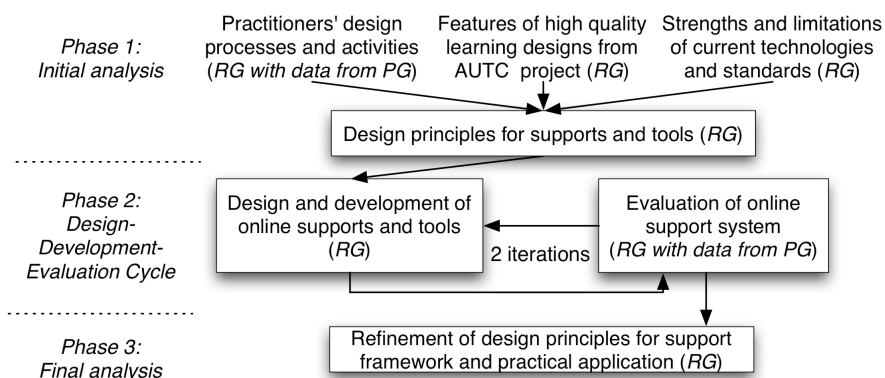 Phase 1:
Initial analysis
Practitioners' design
processes and activities
(RG with data from PG)
Features of high quality
learning designs from
AUTC project (RG)
Strengths and limitations
of current technologies
and standards (RG)
Design principles for supports and tools (RG)
Phase 2:
Design-
Development-
Evaluation Cycle
Design and development of
online supports and tools
(RG)
2 iterations
Evaluation of online
support system
(RG with data from PG)
Phase 3:
Final analysis
Refinement of design principles for support
framework and practical application (RG)